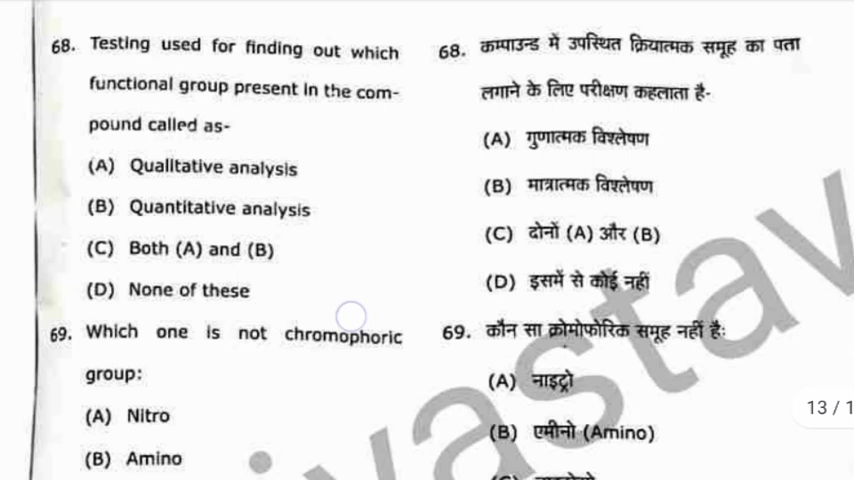 68. Testing used for finding out which
functional group present in the com-
pound called as-
(A) Qualitative analysis
(B) Quantitative analysis
(C) Both (A) and (B)
(D) None of these
69. Which one is not chromophoric
group:
(A) Nitro
(B) Amino
68. कम्पाउन्ड में उपस्थित क्रियात्मक समूह का पता
लगाने के लिए परीक्षण कहलाता है-
(A) गुणात्मक विश्लेषण
(B) मात्रात्मक विश्लेषण
(C) दोनों (A) और (B)
(D) इसमें से कोई नहीं
69. कौन सा क्रोमोफोरिक समूह नहीं है:
(A) नाइट्रो
(B) एमीनो (Amino)
13 / 1
ivastav